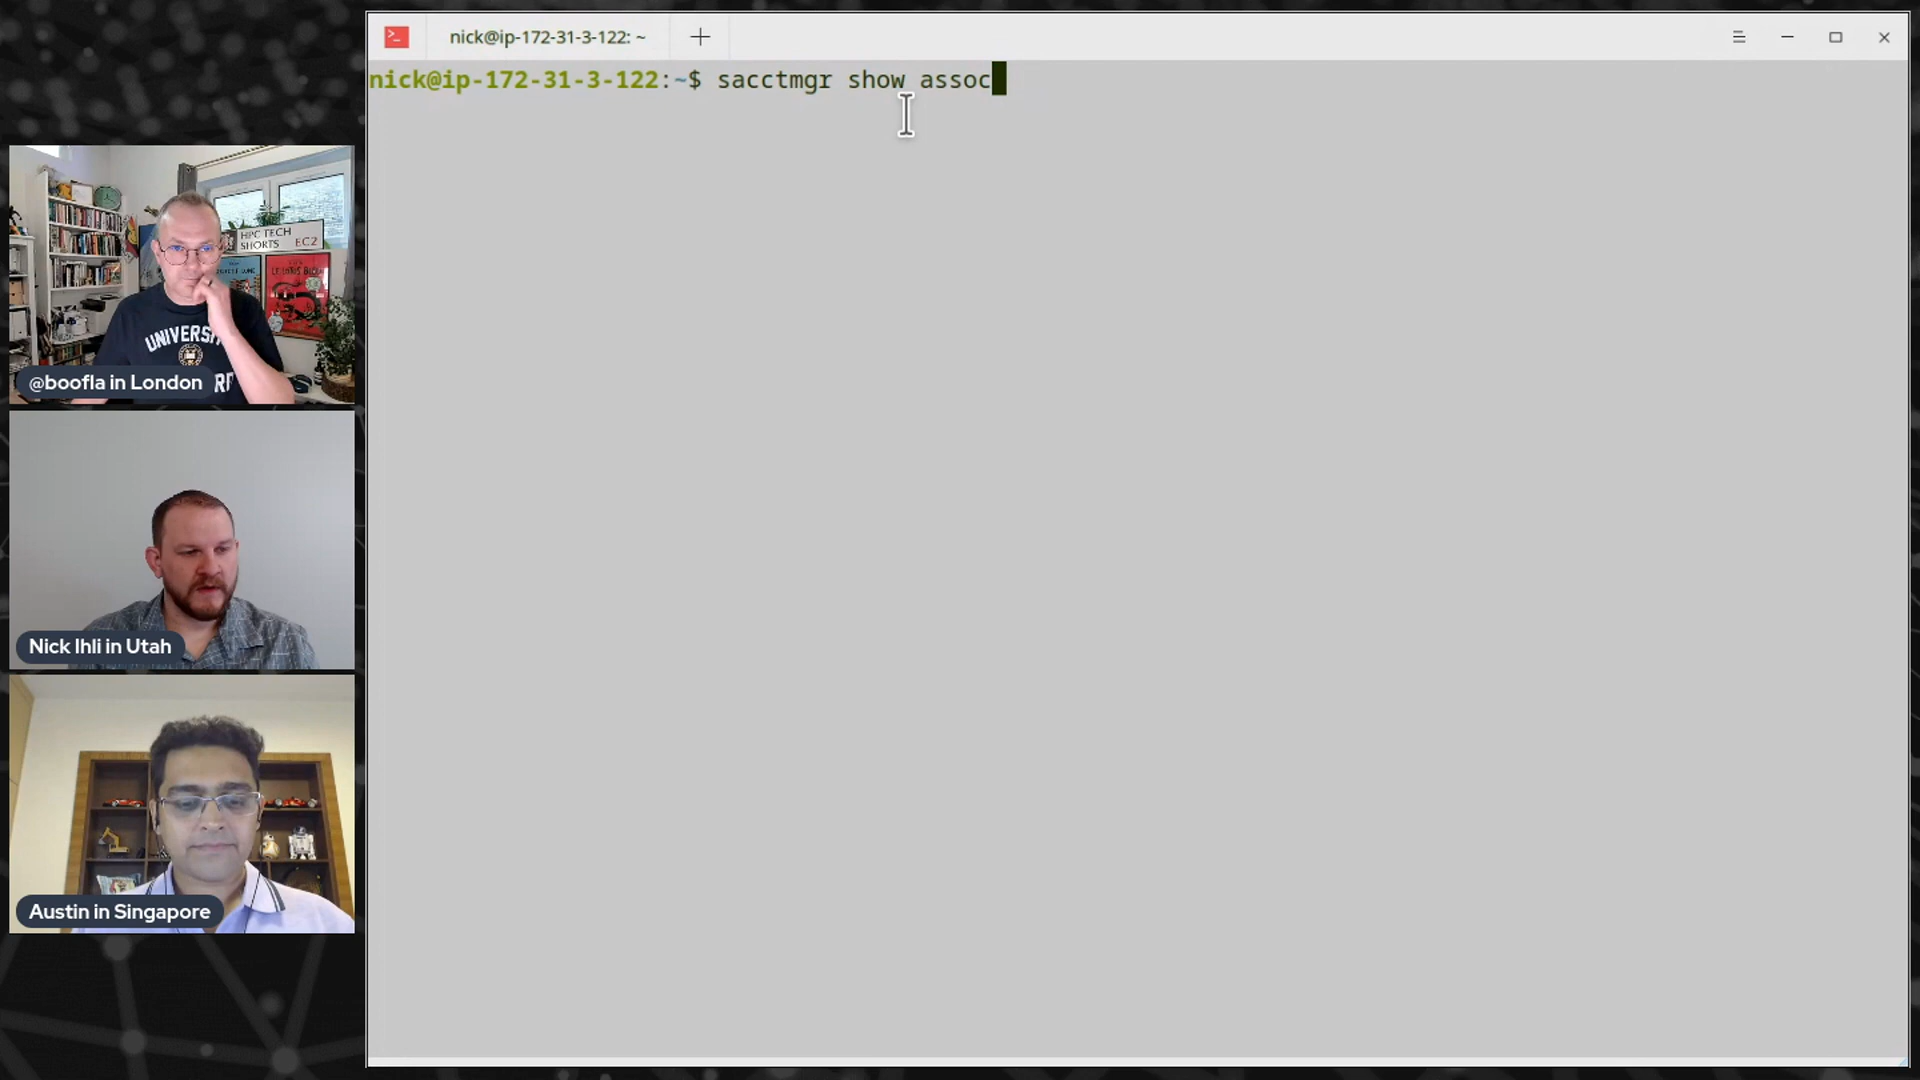 nick@ip-172-31-3-122: ~
nick@ip-172-31-3-122:~$ sacctmgr show assoc
HPC TECH
SHORTS EC2
UNIVERSI
@boofla in London
Nick Ihli in Utah
Austin in Singapore